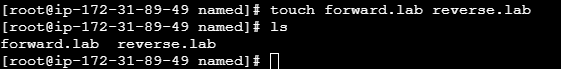 [root@ip-172-31-89-49 named]# touch forward.lab reverse.lab
[root@ip-172-31-89-49 named]# ls
forward.lab  reverse.lab
[root@ip-172-31-89-49 named]#